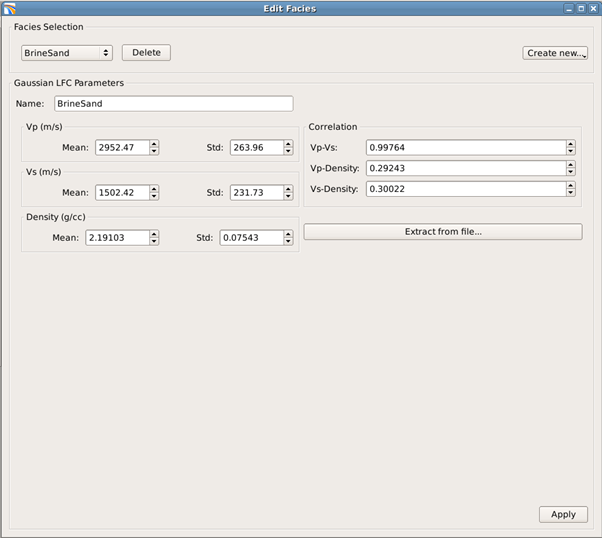 Edit Facies
Facies Selection
BrineSand
Delete
Create new...
Gaussian LFC Parameters
Name: BrineSand
Vp (m/s)
Mean: 2952.47 Std: 263.96
Vs (m/s)
Mean: 1502.42 Std: 231.73
Density (g/cc)
Mean: 2.19103 Std: 0.07543
Correlation
Vp-Vs: 0.99764
Vp-Density: 0.29243
Vs-Density: 0.30022
Extract from file...
Apply